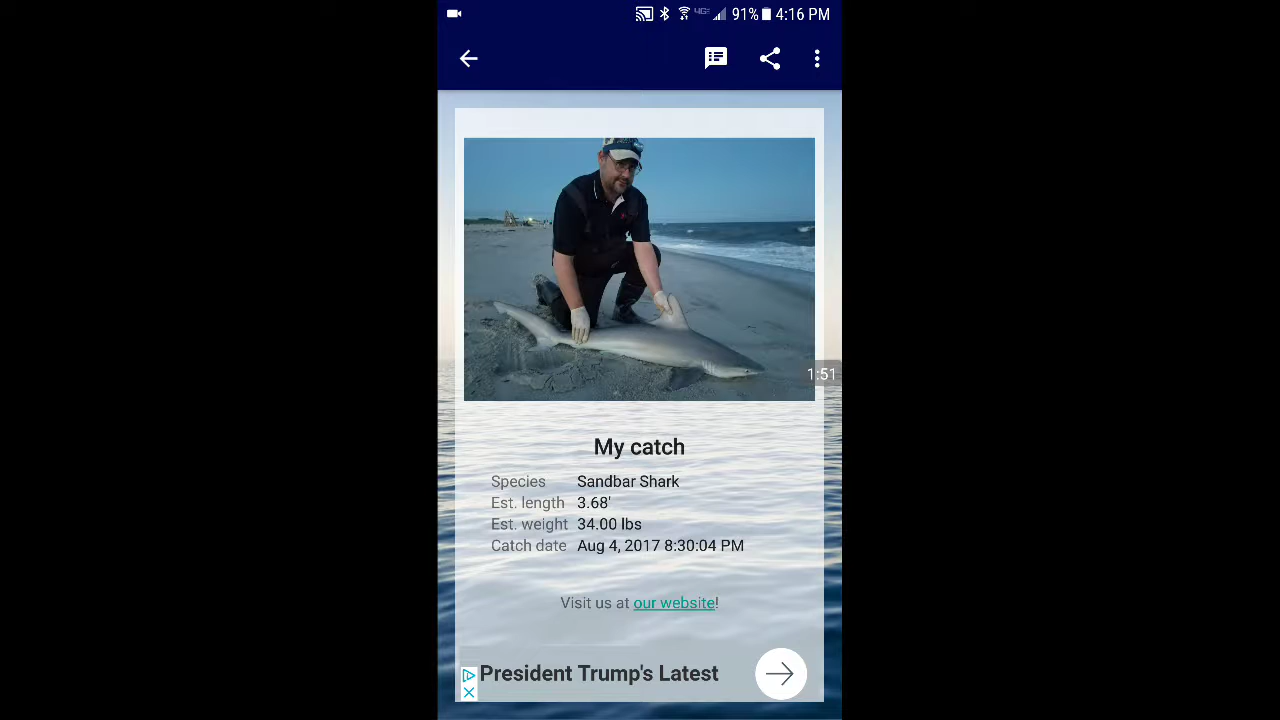 4GE 91% 4:16 PM
1:51
My catch
Species Sandbar Shark
Est. length 3.68'
Est. weight 34.00 lbs
Catch date Aug 4, 2017 8:30:04 PM
Visit us at our website!
President Trump's Latest